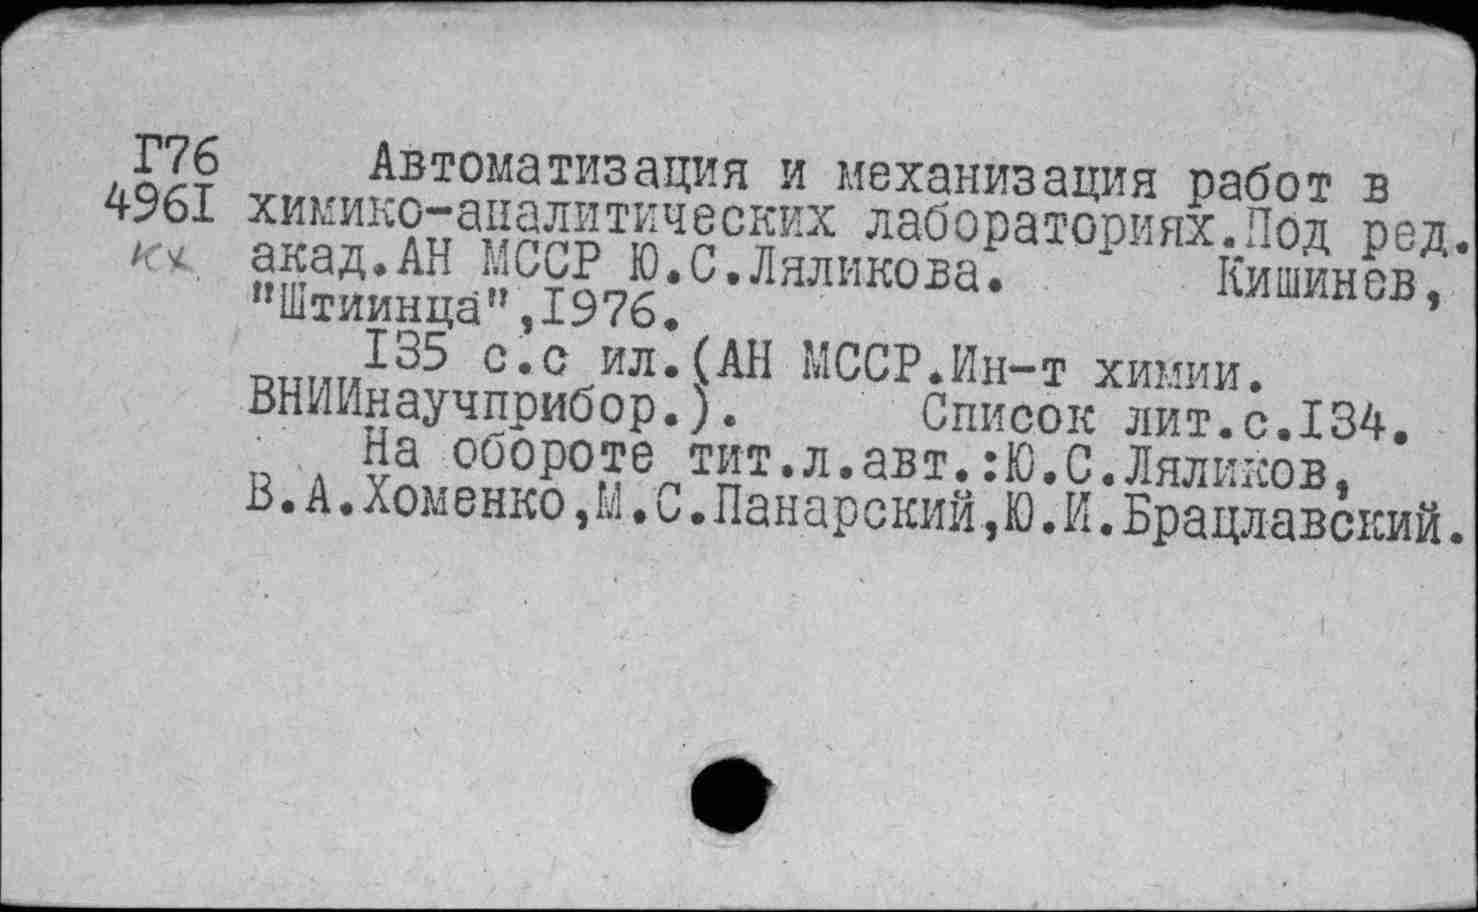 Г76 Автоматизация и механизация работ в
4961 химико-аналитических лабораториях.Под ред.
кх акад.АН МССР Ю.С.Ляликова. Кишинев,
"Штиинца",1976.
135 с.с ил.(АН МССР.Ин-т химии.
ВНИИнаучприбор.). Список лит.с.134.
На обороте тит.л.авт.:Ю.С.Ляликов,
В.А.Хоменко,М.С.Панарский,Ю.И.Брацлавский.